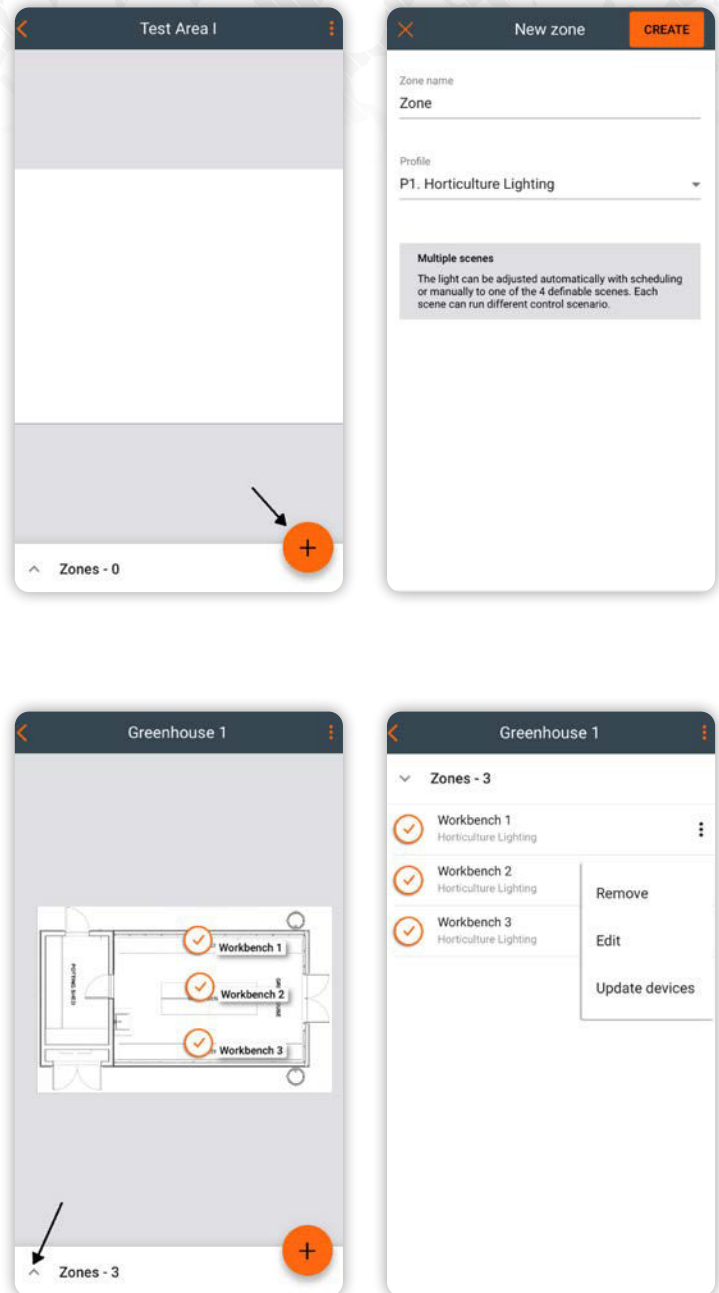 Test Area I
Zones - 0
New zone
CREATE
Zone name
Zone
Profile
P1. Horticulture Lighting
Multiple scenes
The light can be adjusted automatically with scheduling
or manually to one of the 4 definable scenes. Each
scene can run different control scenario.
Greenhouse 1
POTTING SHED
Workbench 1
Workbench 2
Workbench 3
Zones - 3
Greenhouse 1
Zones - 3
Workbench 1
Horticulture Lighting
Workbench 2
Horticulture Lighting
Workbench 3
Horticulture Lighting
Remove
Edit
Update devices